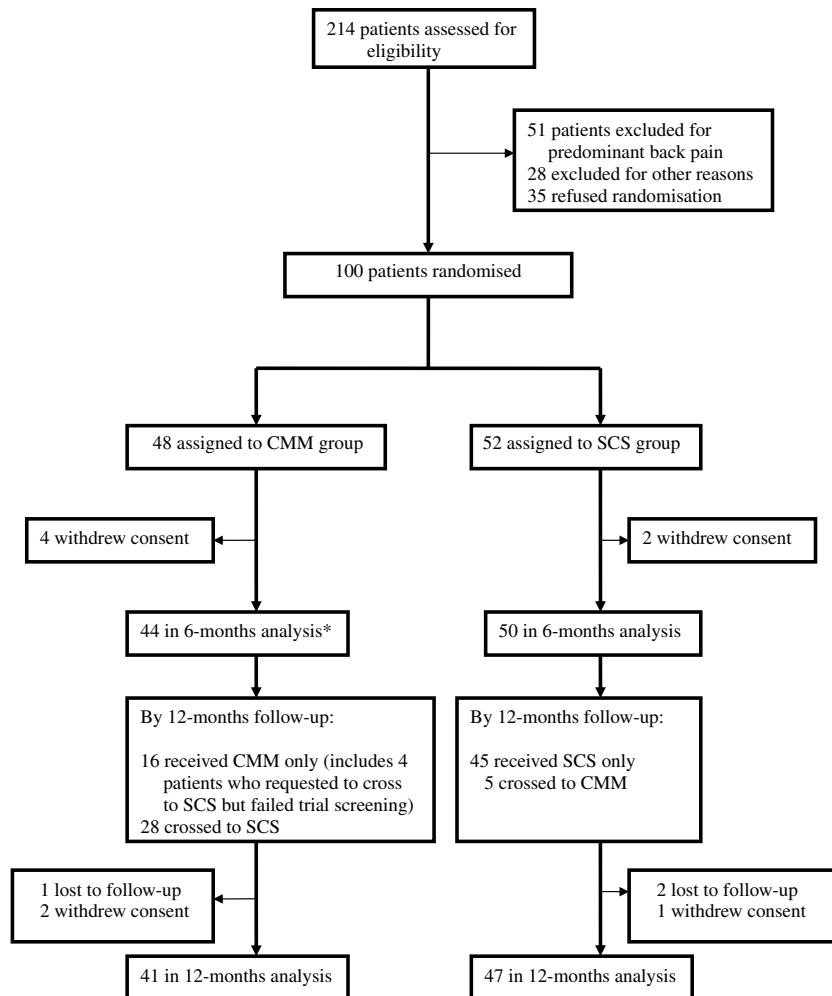 214 patients assessed for
eligibility
51 patients excluded for
predominant back pain
28 excluded for other reasons
35 refused randomisation
100 patients randomised
48 assigned to CMM group
52 assigned to SCS group
4 withdrew consent
2 withdrew consent
44 in 6-months analysis*
50 in 6-months analysis
By 12-months follow-up:
16 received CMM only (includes 4
patients who requested to cross
to SCS but failed trial screening)
28 crossed to SCS
By 12-months follow-up:
45 received SCS only
5 crossed to CMM
1 lost to follow-up
2 withdrew consent
2 lost to follow-up
1 withdrew consent
41 in 12-months analysis
47 in 12-months analysis